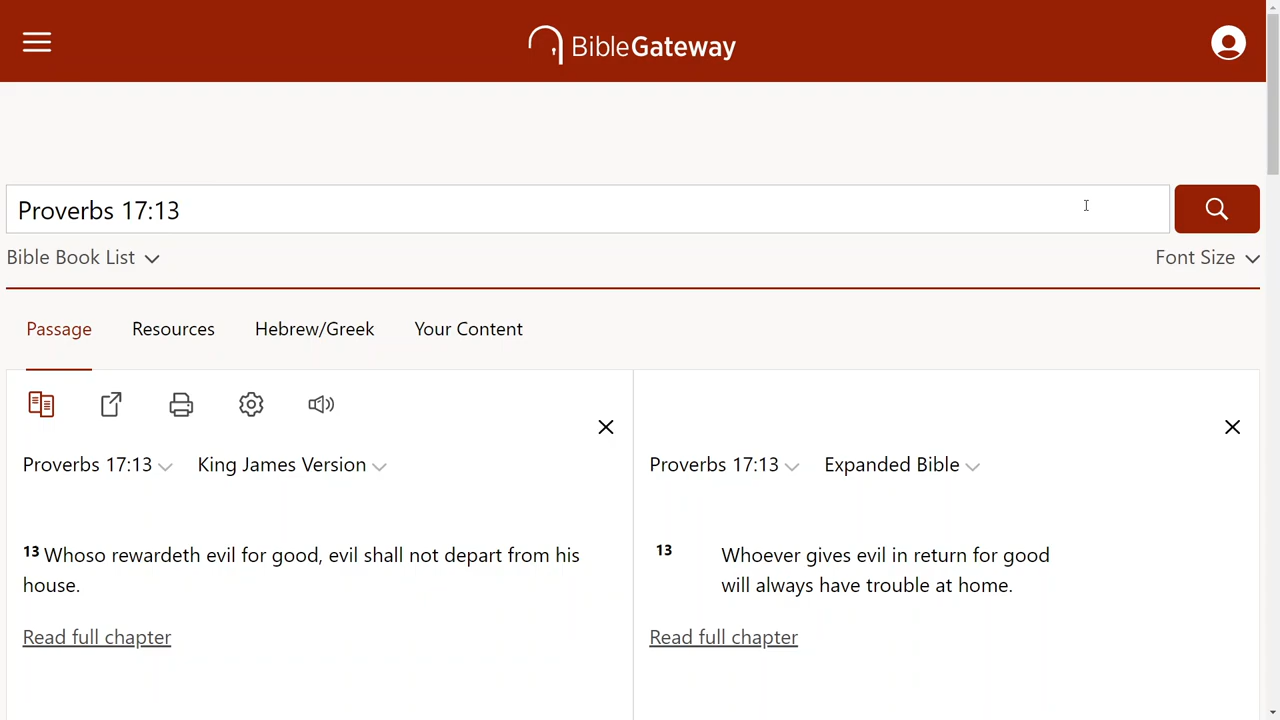 BibleGateway
Proverbs 17:13
Bible Book List
Font Size
Passage
Resources
Hebrew/Greek
Your Content
Proverbs 17:13
King James Version
13 Whoso rewardeth evil for good, evil shall not depart from his
house.
Read full chapter
Proverbs 17:13
Expanded Bible
13 Whoever gives evil in return for good
will always have trouble at home.
Read full chapter